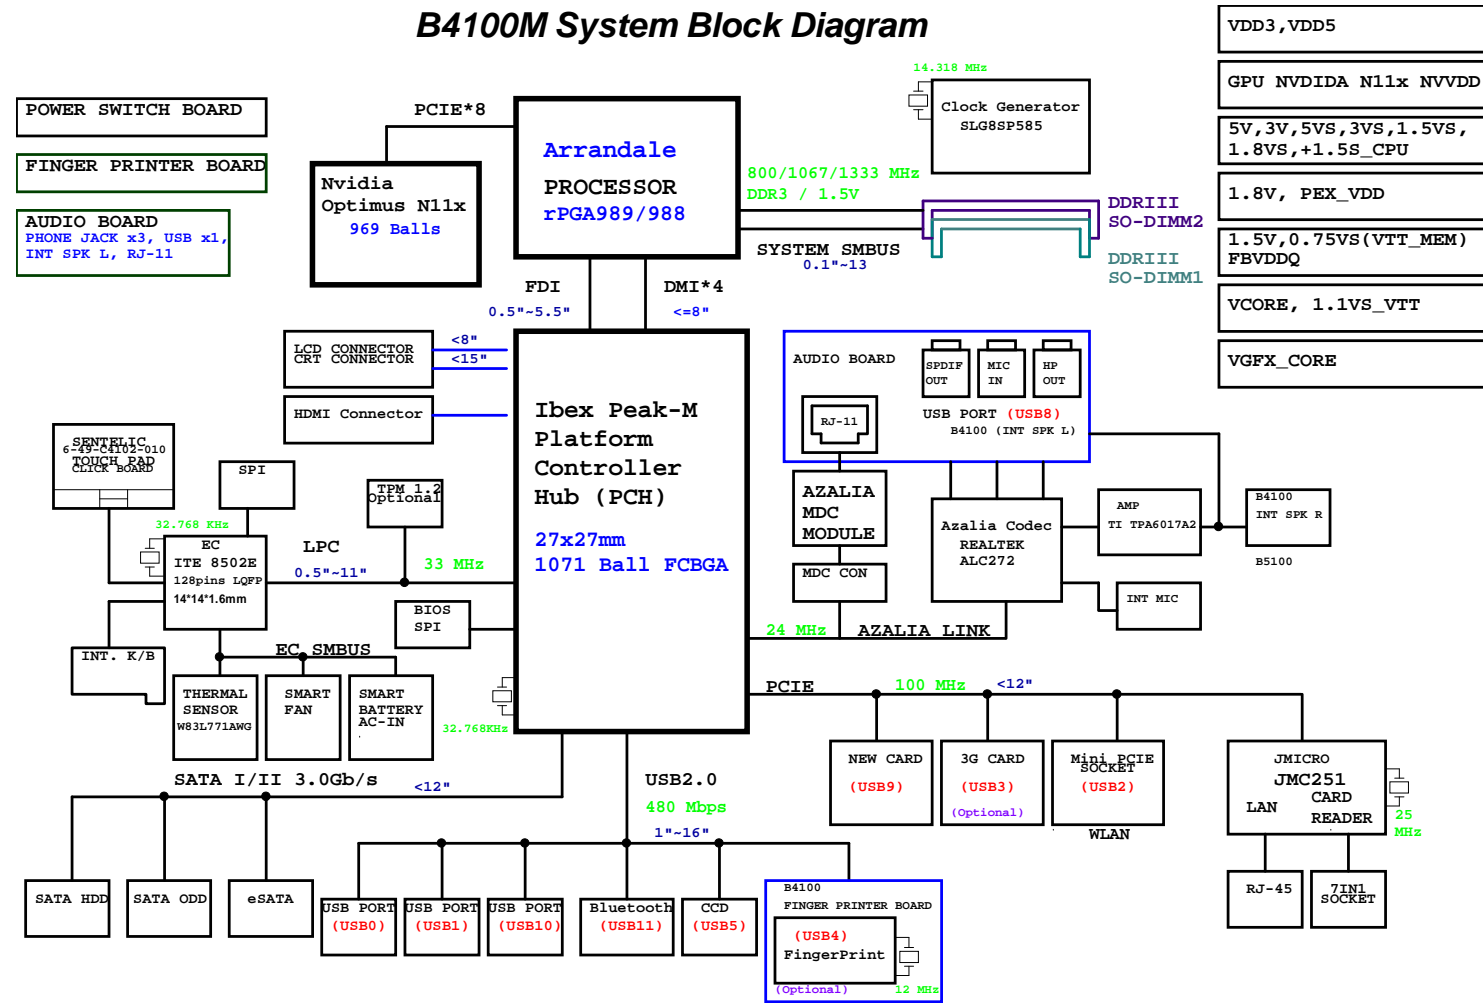 B4100M System Block Diagram
VDD3,VDD5
GPU NVDIDA N11x NVVDD
5V,3V,5VS,3VS,1.5VS,
1.8VS,+1.5S_CPU
1.8V, PEX_VDD
1.5V,0.75VS(VTT_MEM)
FBVDDQ
VCORE, 1.1VS_VTT
VGFX_CORE
POWER SWITCH BOARD
FINGER PRINTER BOARD
AUDIO BOARD
PHONE JACK x3, USB x1,
INT SPK L, RJ-11
PCIE*8
Nvidia
Optimus N11x
969 Balls
Arrandale
PROCESSOR
rPGA989/988
14.318 MHz
Clock Generator
SLG8SP585
800/1067/1333 MHz
DDR3 / 1.5V
SYSTEM SMBUS
0.1"~13
DDRIII
SO-DIMM2
DDRIII
SO-DIMM1
FDI
0.5"~5.5"
DMI*4
<=8"
LCD CONNECTOR
CRT CONNECTOR
<8"
<15"
HDMI Connector
Ibex Peak-M
Platform
Controller
Hub (PCH)
27x27mm
1071 Ball FCBGA
AUDIO BOARD
SPDIF
OUT
MIC
IN
HP
OUT
RJ-11
USB PORT (USB8)
B4100 (INT SPK L)
SENTELIC
6-49-C4102-010
TOUCH PAD
CLICK BOARD
SPI
TPM 1.2
Optional
32.768 KHz
EC
ITE 8502E
128pins LQFP
14*14*1.6mm
LPC
0.5"~11"
33 MHz
BIOS
SPI
INT. K/B
EC SMBUS
THERMAL
SENSOR
W83L771AWG
SMART
FAN
SMART
BATTERY
AC-IN
32.768KHz
AZALIA
MDC
MODULE
MDC CON
Azalia Codec
REALTEK
ALC272
AMP
TI TPA6017A2
B4100
INT SPK R
B5100
INT MIC
24 MHz
AZALIA LINK
PCIE
100 MHz
<12"
NEW CARD
(USB9)
3G CARD
(USB3)
(Optional)
Mini PCIE
SOCKET
(USB2)
WLAN
JMICRO
JMC251
LAN
CARD
READER
25
MHz
RJ-45
7IN1
SOCKET
SATA I/II 3.0Gb/s
<12"
SATA HDD
SATA ODD
eSATA
USB2.0
480 Mbps
1"~16"
USB PORT
(USB0)
USB PORT
(USB1)
USB PORT
(USB10)
Bluetooth
(USB11)
CCD
(USB5)
B4100
FINGER PRINTER BOARD
(USB4)
FingerPrint
(Optional)
12 MHz